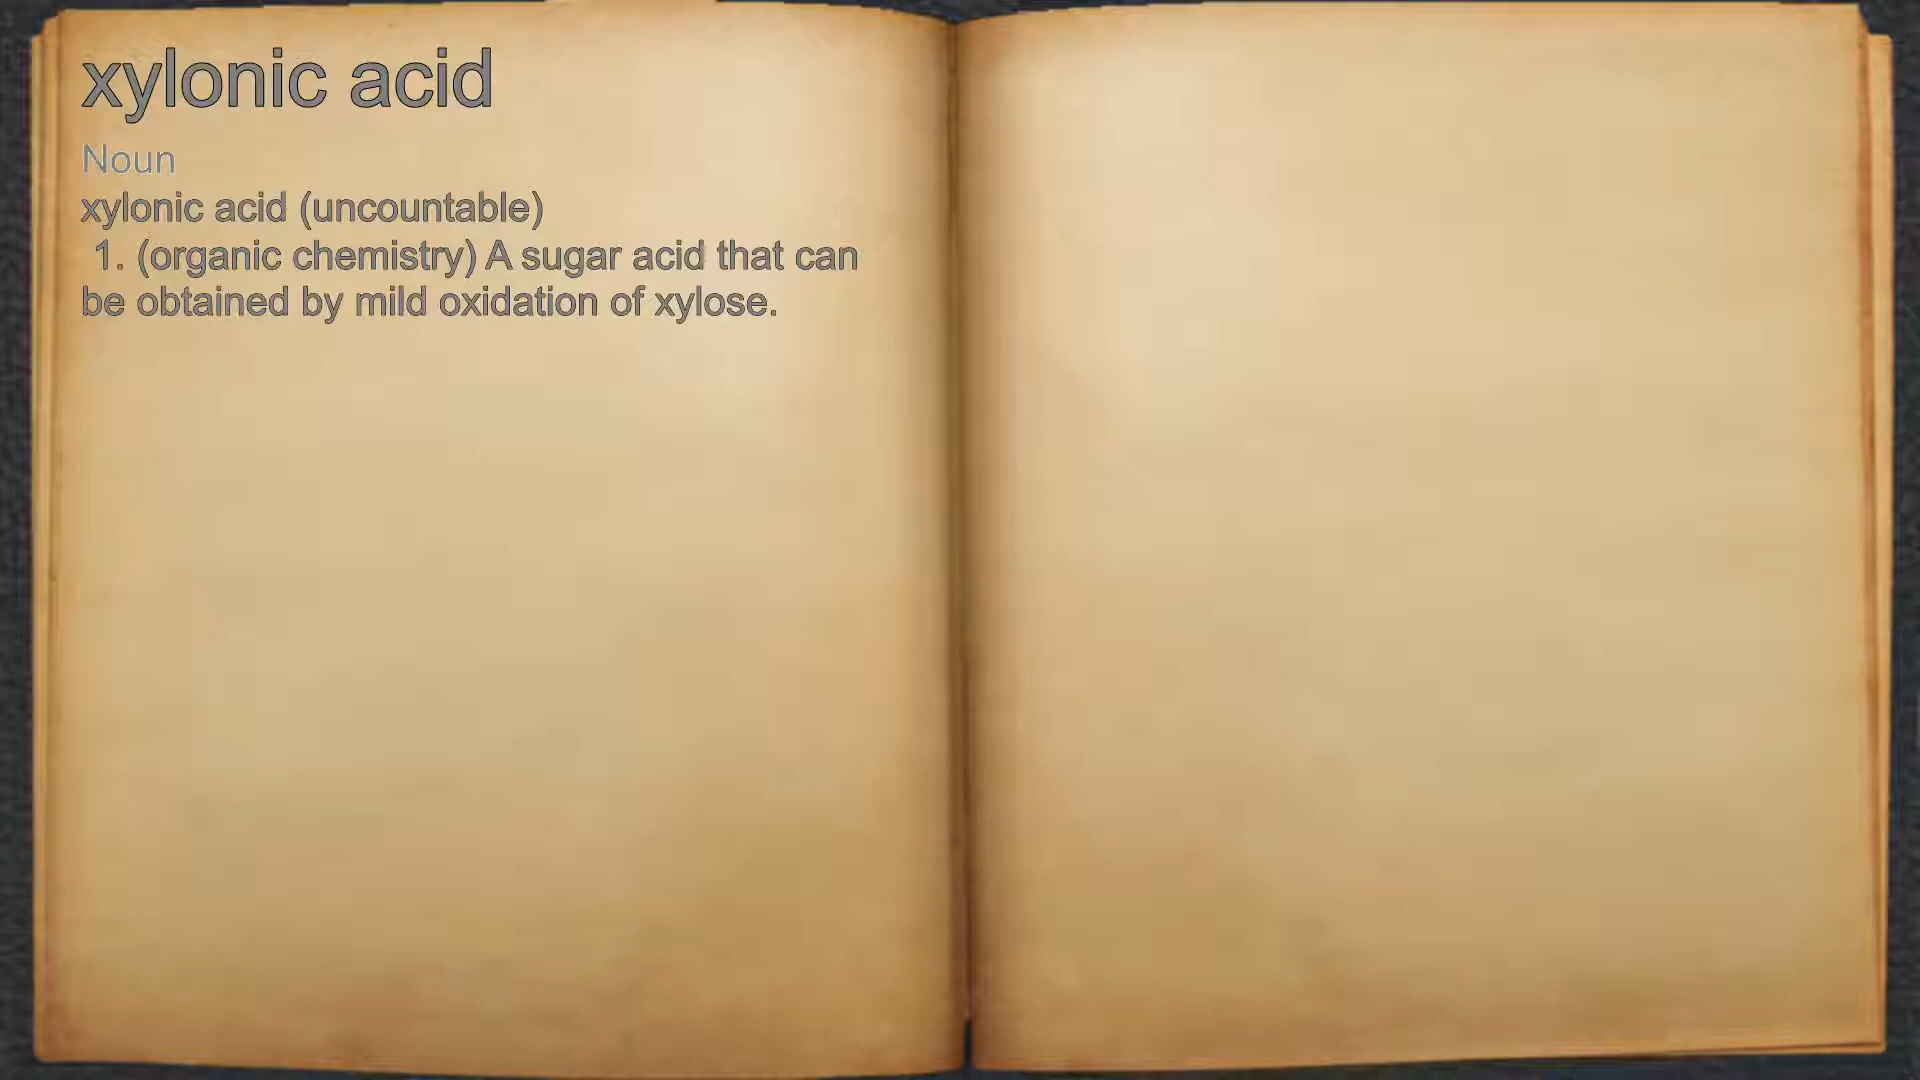 xylonic acid
Noun
xylonic acid (uncountable)
1. (organic chemistry) A sugar acid that can
be obtained by mild oxidation of xylose.